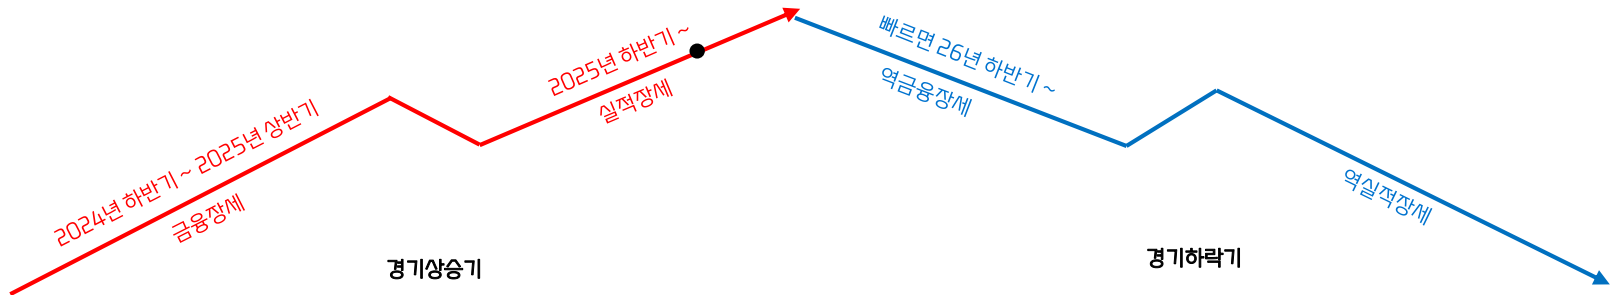 2024년 하반기 ~ 2025년 상반기
금융장세
2025년 하반기 ~
실적장세
경기상승기
빠르면 26년 하반기 ~
역금융장세
역실적장세
경기하락기